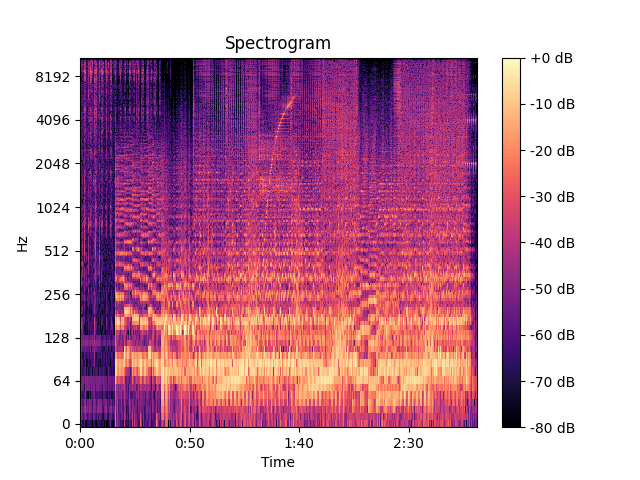 Spectrogram
8192
4096
2048
1024
512
256
128
64
0
Hz
0:00
0:50
1:40
2:30
Time
+0 dB
-10 dB
-20 dB
-30 dB
-40 dB
-50 dB
-60 dB
-70 dB
-80 dB